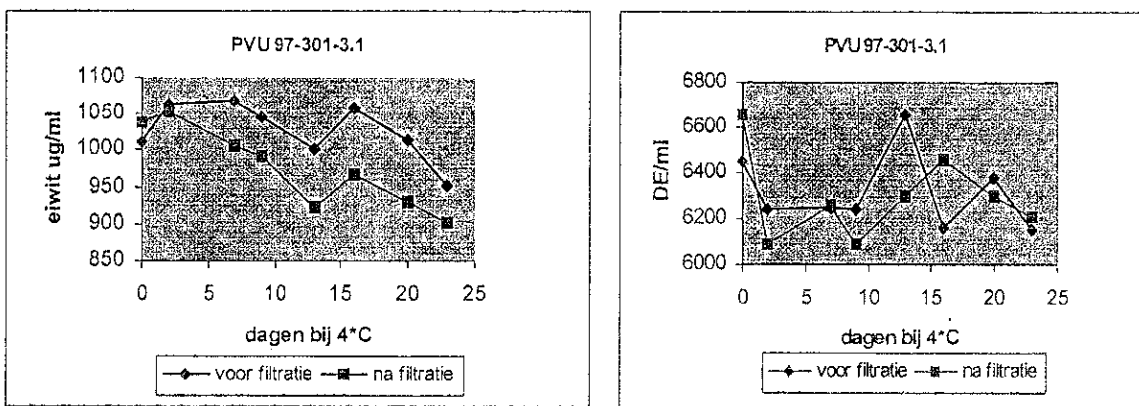 PVU 97-301-3.1
eiwit ug/ml
1100
1050
1000
950
900
850
0 5 10 15 20 25
dagen bij 4*C
voor filtratie na filtratie
PVU 97-301-3.1
DE/ml
6800
6600
6400
6200
6000
0 5 10 15 20 25
dagen bij 4*C
voor filtratie na filtratie